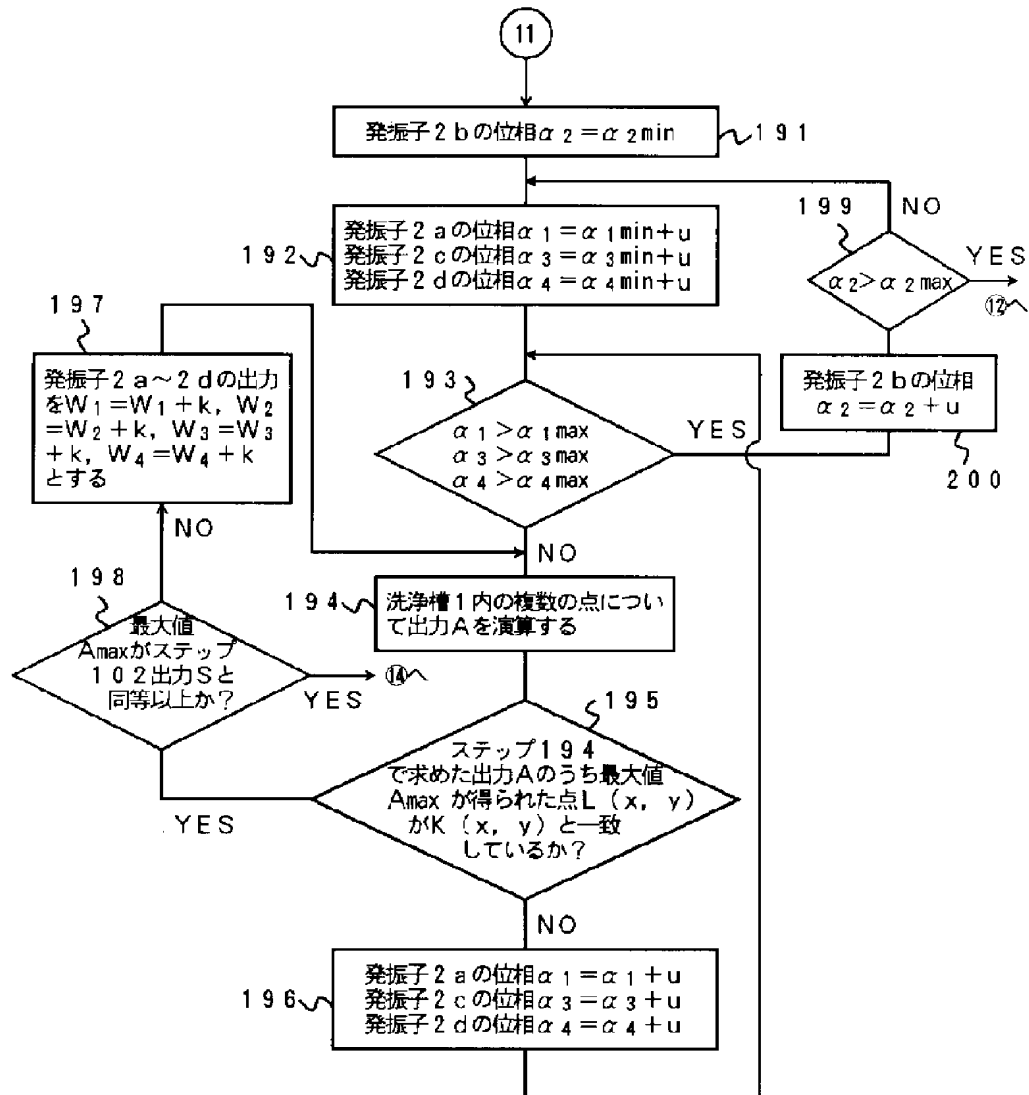 11
発振子2bの位相α2=α2min
191
NO
199
192
発振子2aの位相α1=α1min+u
発振子2cの位相α3=α3min+u
発振子2dの位相α4=α4min+u
α2>α2max
YES
⑫へ
197
発振子2a~2dの出力
をW1=W1+k, W2
=W2+k, W3=W3
+k, W4=W4+k
とする
193
α1>α1max
α3>α3max
α4>α4max
YES
発振子2bの位相
α2=α2+u
200
NO
NO
198
194
洗浄槽1内の複数の点につい
て出力Aを演算する
最大値
Amaxがステップ
102出力Sと
同等以上か?
YES
⑭へ
195
ステップ194
で求めた出力Aのうち最大値
Amax が得られた点L(x, y)
がK(x, y)と一致
しているか?
YES
NO
196
発振子2aの位相α1=α1+u
発振子2cの位相α3=α3+u
発振子2dの位相α4=α4+u